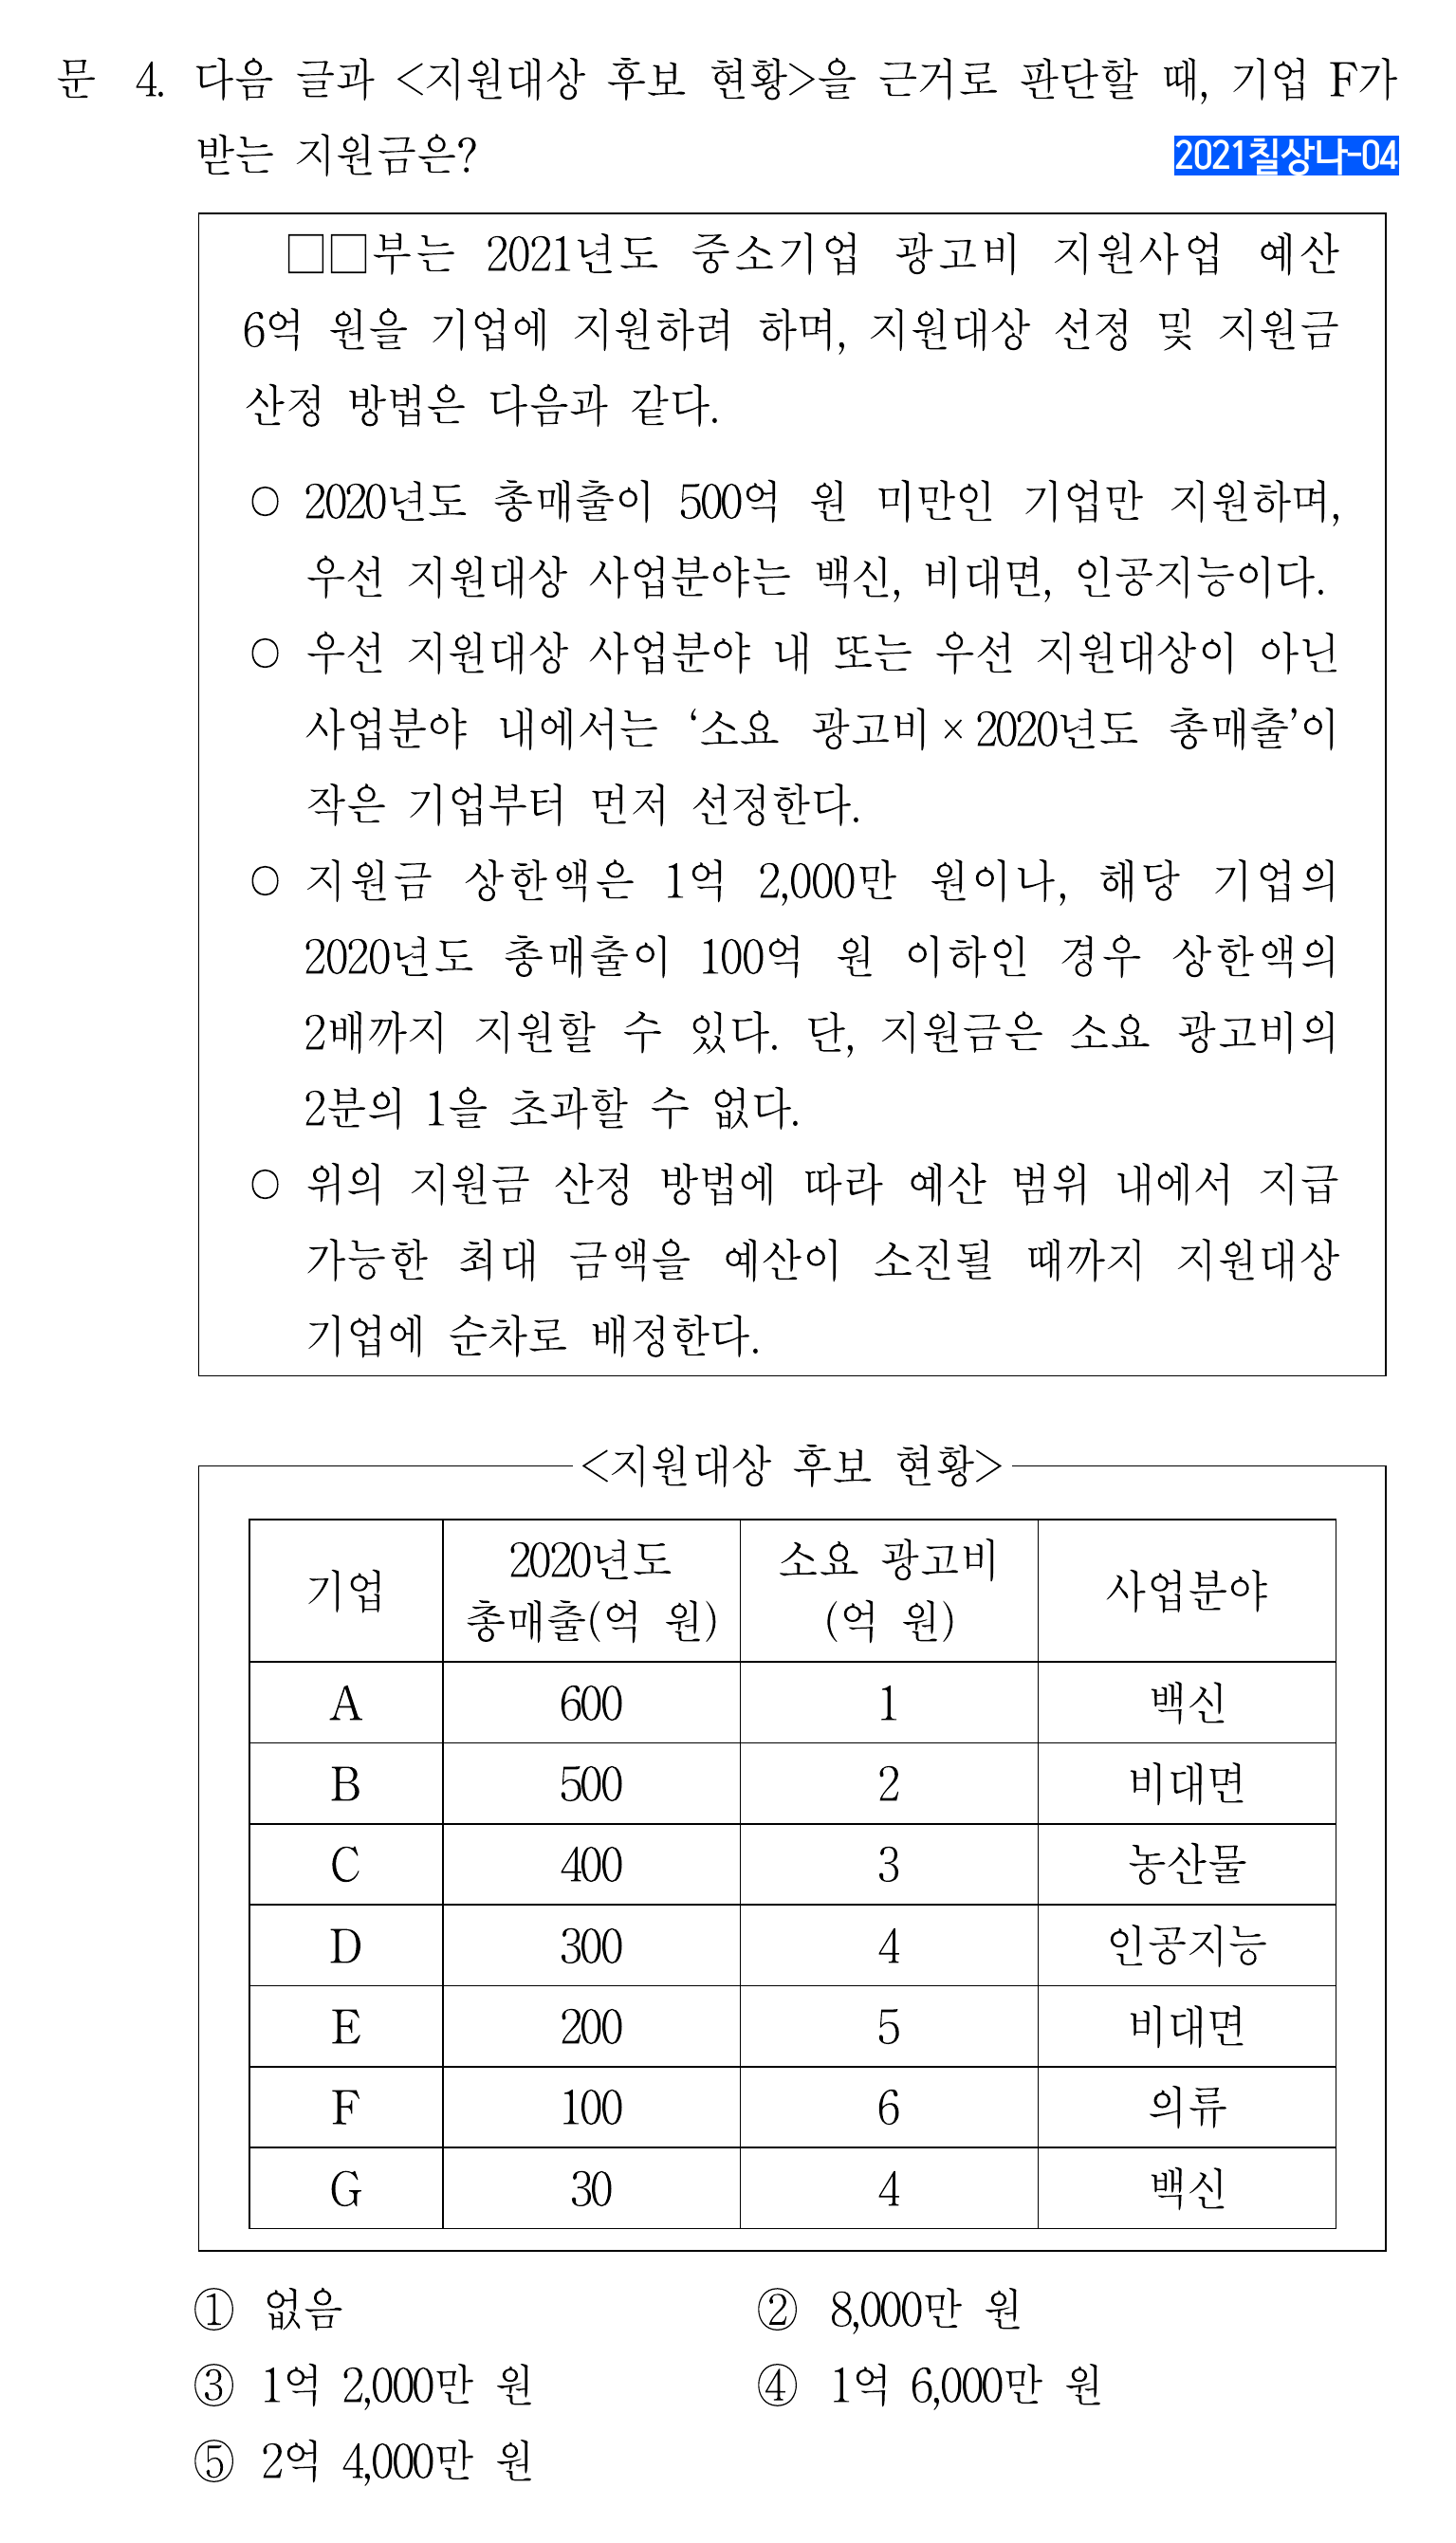 문 4. 다음 글과 <지원대상 후보 현황>을 근거로 판단할 때, 기업 F가
받는 지원금은?
2021칠상나-04
□□부는 2021년도 중소기업 광고비 지원사업 예산
6억 원을 기업에 지원하려 하며, 지원대상 선정 및 지원금
산정 방법은 다음과 같다.
○ 2020년도 총매출이 500억 원 미만인 기업만 지원하며,
우선 지원대상 사업분야는 백신, 비대면, 인공지능이다.
○ 우선 지원대상 사업분야 내 또는 우선 지원대상이 아닌
사업분야 내에서는 ‘소요 광고비×2020년도 총매출’이
작은 기업부터 먼저 선정한다.
○ 지원금 상한액은 1억 2,000만 원이나, 해당 기업의
2020년도 총매출이 100억 원 이하인 경우 상한액의
2배까지 지원할 수 있다. 단, 지원금은 소요 광고비의
2분의 1을 초과할 수 없다.
○ 위의 지원금 산정 방법에 따라 예산 범위 내에서 지급
가능한 최대 금액을 예산이 소진될 때까지 지원대상
기업에 순차로 배정한다.
<지원대상 후보 현황>
기업 2020년도 총매출(억 원) 소요 광고비(억 원) 사업분야
A 600 1 백신
B 500 2 비대면
C 400 3 농산물
D 300 4 인공지능
E 200 5 비대면
F 100 6 의류
G 30 4 백신
① 없음 ② 8,000만 원
③ 1억 2,000만 원 ④ 1억 6,000만 원
⑤ 2억 4,000만 원